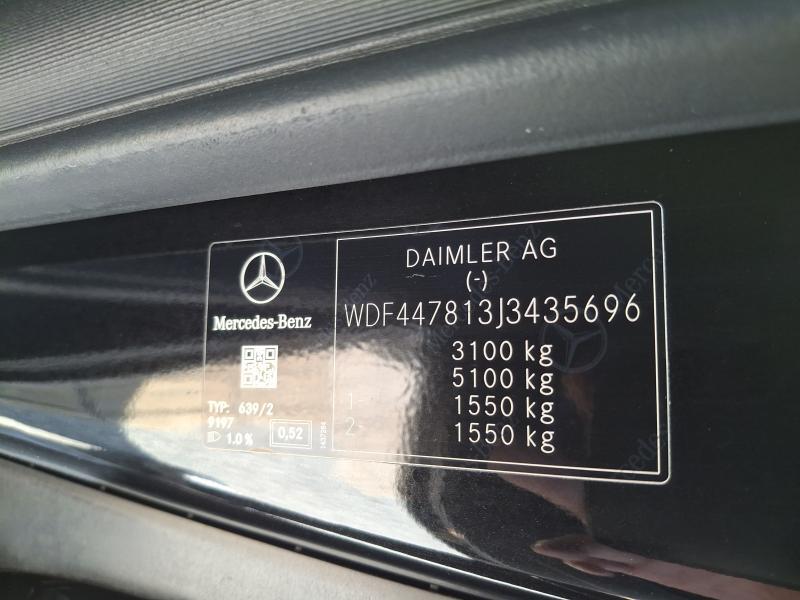 Mercedes-Benz
TYP: 639/2
9197
1.0 %
0,52
DAIMLER AG
(-)
WDF447813J3435696
3100 kg
5100 kg
1- 1550 kg
2- 1550 kg